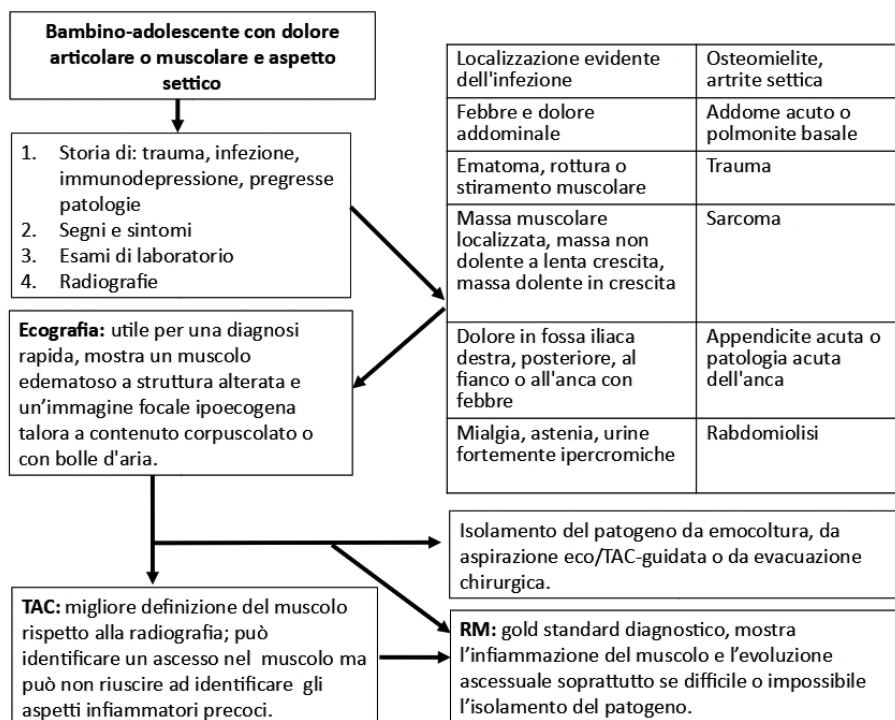 Bambino-adolescente con dolore
articolare o muscolare e aspetto
settico
1. Storia di: trauma, infezione,
immunodepressione, pregresse
patologie
2. Segni e sintomi
3. Esami di laboratorio
4. Radiografie
Localizzazione evidente
dell'infezione
Osteomielite,
artrite settica
Febbre e dolore
addominale
Addome acuto o
polmonite basale
Ematoma, rottura o
stiramento muscolare
Trauma
Massa muscolare
localizzata, massa non
dolente a lenta crescita,
massa dolente in crescita
Sarcoma
Dolore in fossa iliaca
destra, posteriore, al
fianco o all'anca con
febbre
Appendicite acuta o
patologia acuta
dell'anca
Mialgia, astenia, urine
fortemente ipercromiche
Rabdomiolisi
Ecografia: utile per una diagnosi
rapida, mostra un muscolo
edematoso a struttura alterata e
un’immagine focale ipoecogena
talora a contenuto corpuscolato o
con bolle d'aria.
Isolamento del patogeno da emocoltura, da
aspirazione eco/TAC-guidata o da evacuazione
chirurgica.
TAC: migliore definizione del muscolo
rispetto alla radiografia; può
identificare un ascesso nel muscolo ma
può non riuscire ad identificare gli
aspetti infiammatori precoci.
RM: gold standard diagnostico, mostra
l’infiammazione del muscolo e l’evoluzione
ascessuale soprattutto se difficile o impossibile
l’isolamento del patogeno.